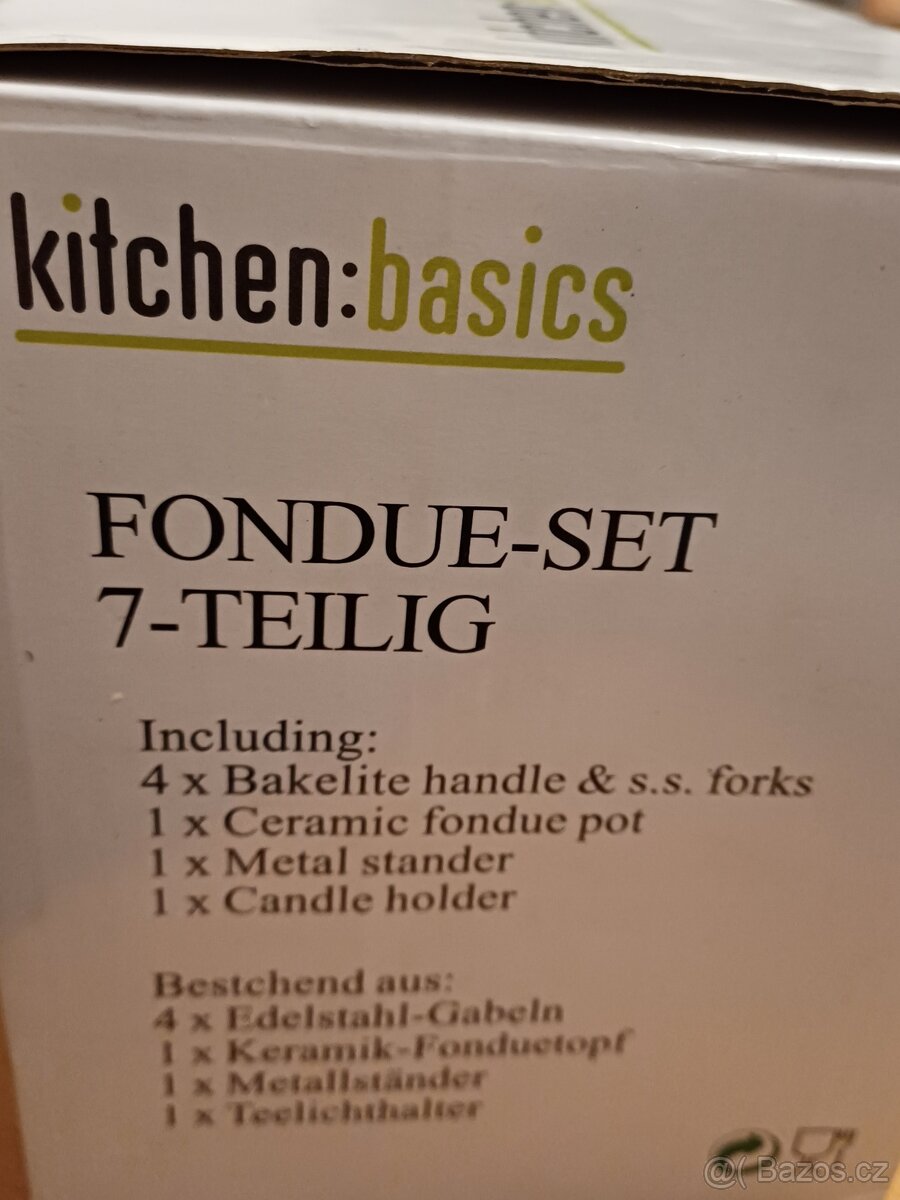 kitchen:basics
FONDUE-SET
7-TEILIG
Including:
4 x Bakelite handle & s.s. forks
1 x Ceramic fondue pot
1 x Metal stander
1 x Candle holder
Bestehend aus:
4 x Edelstahl-Gabeln
1 x Keramik-Fonduetopf
1 x Metallständer
1 x Teelichthalter
@( Bazos.cz